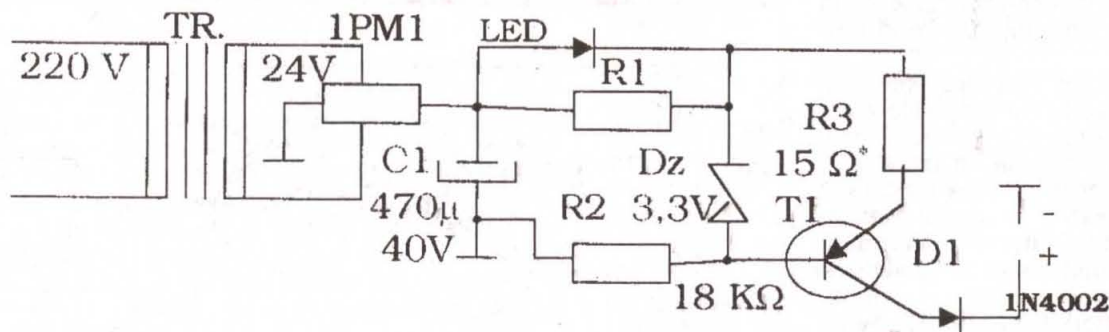 TR.
1PM1
LED
220 V
24V
R1
R3
15 Ω*
C1
Dz
470µ
R2
3,3V
T1
-
40V
D1
+
18 KΩ
1N4002